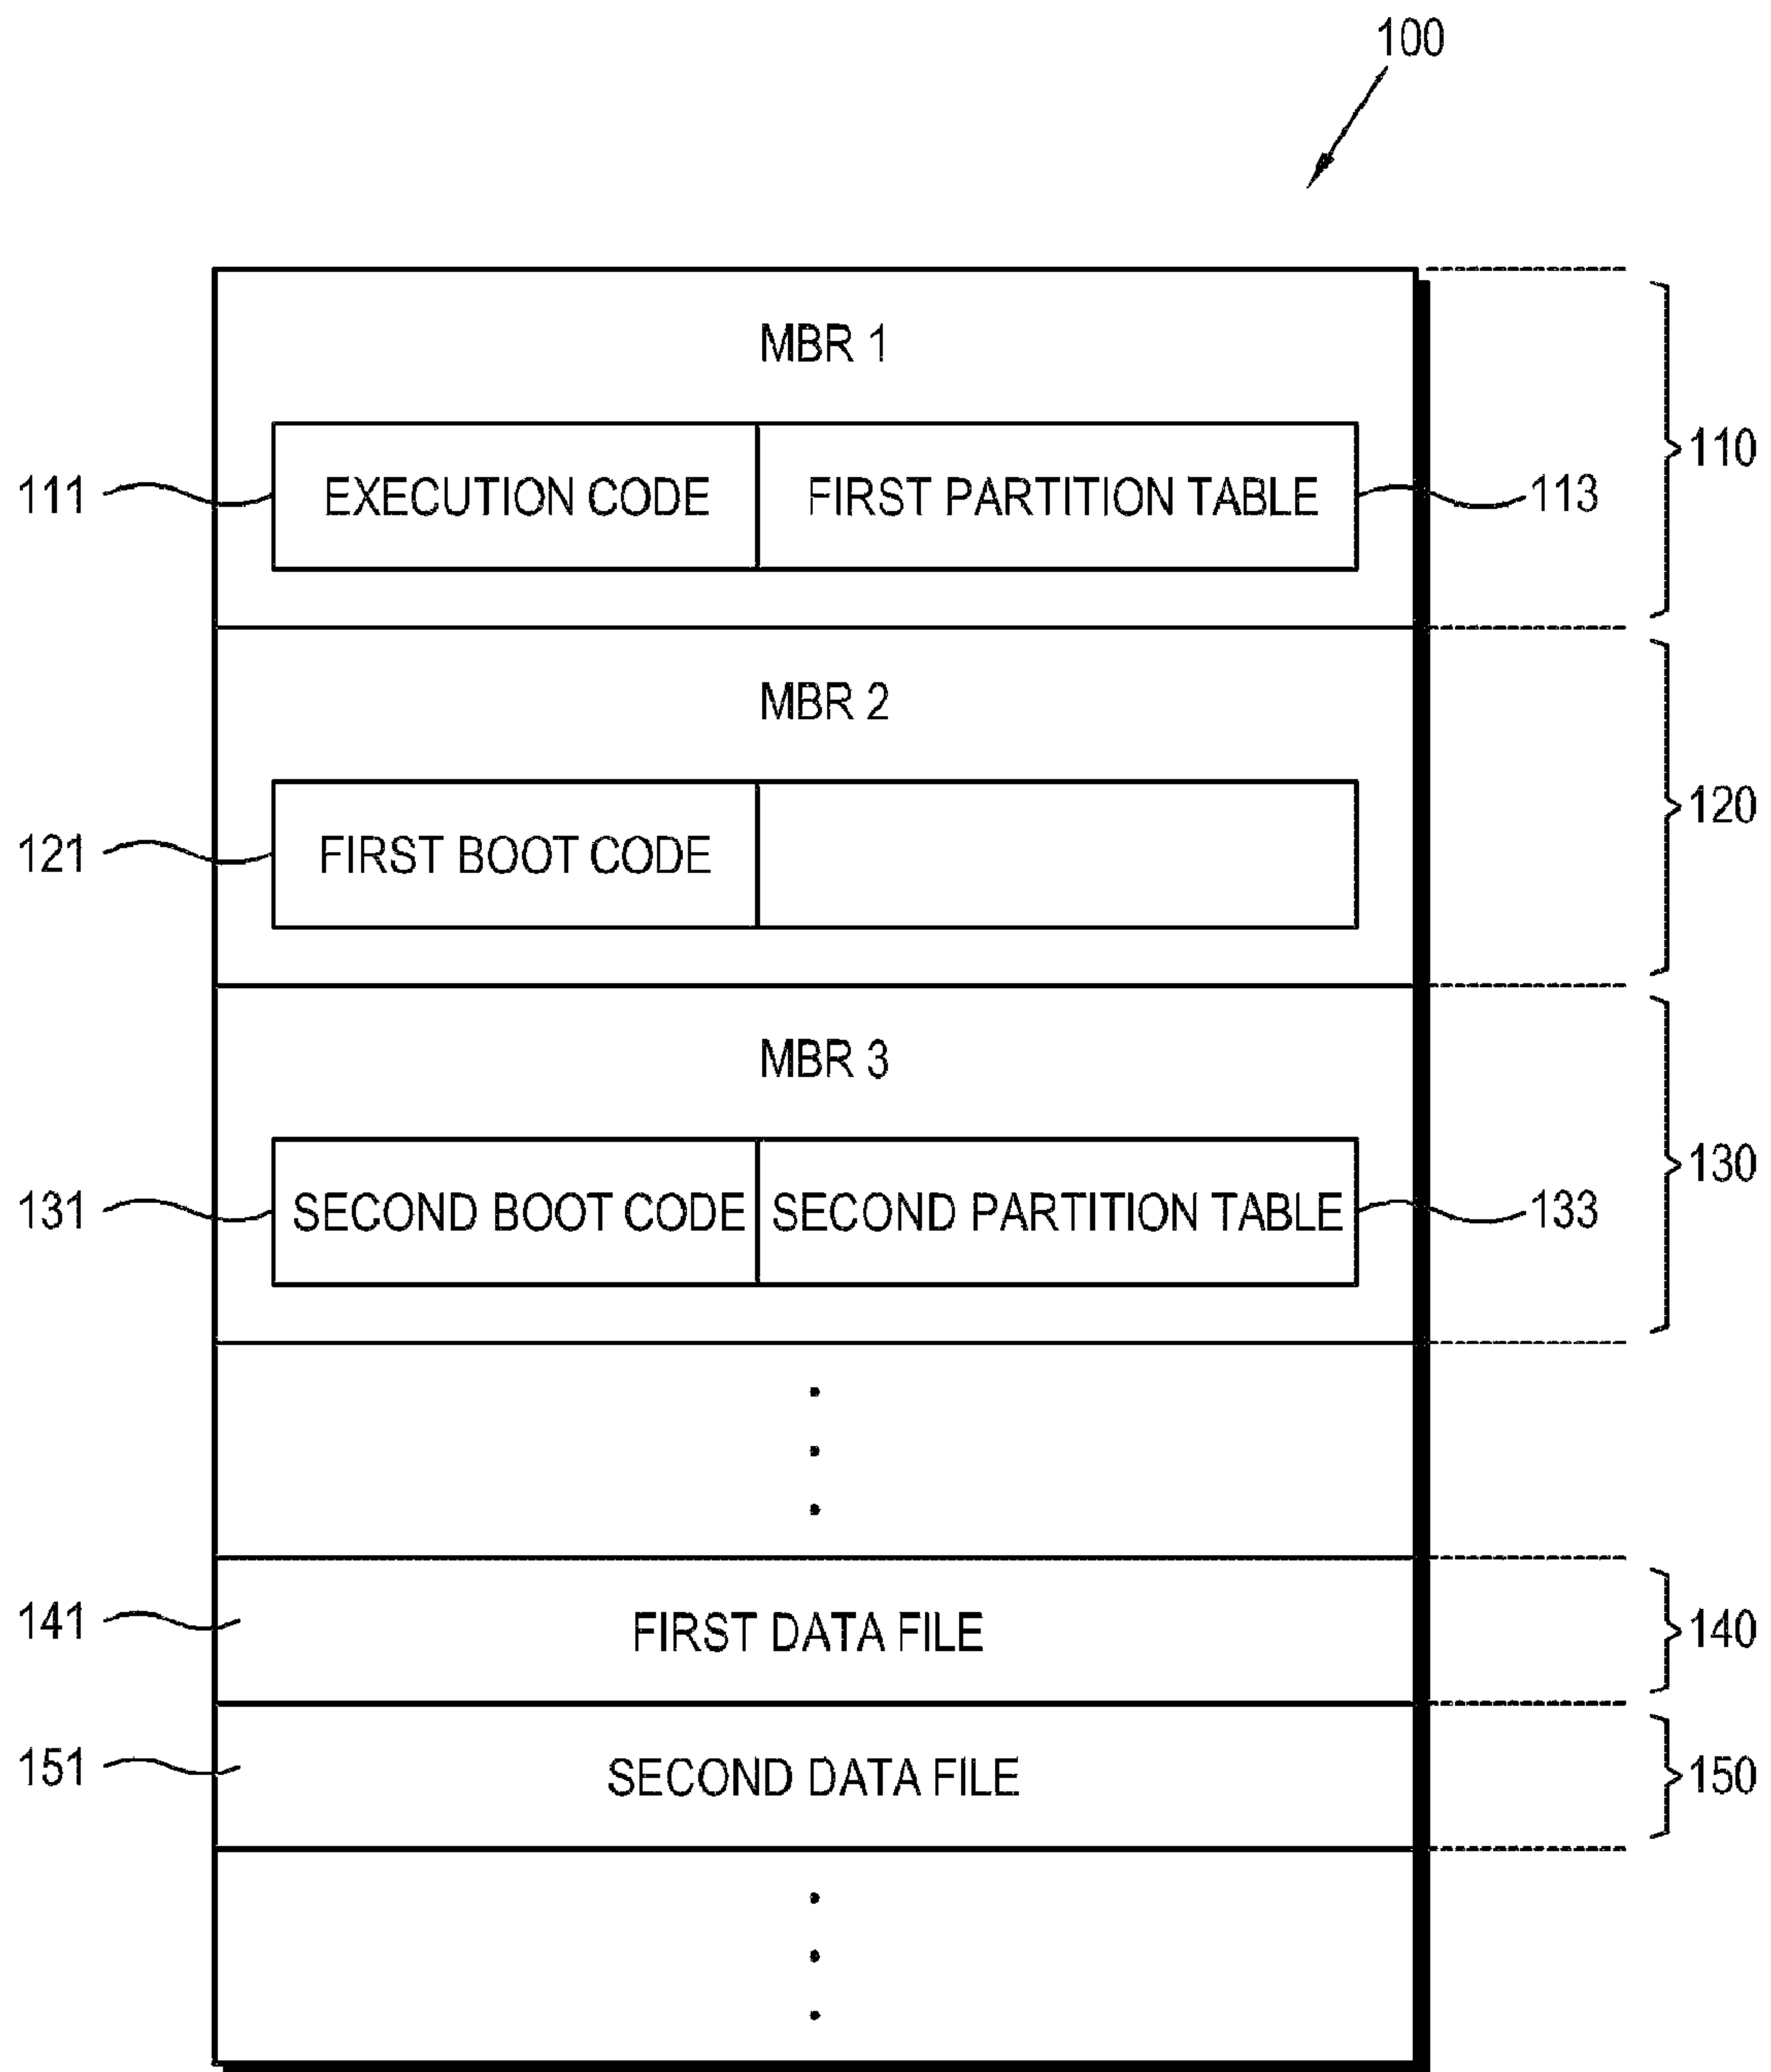 100
MBR 1
110
111
EXECUTION CODE
FIRST PARTITION TABLE
113
MBR 2
120
121
FIRST BOOT CODE
MBR 3
130
131
SECOND BOOT CODE
SECOND PARTITION TABLE
133
141
FIRST DATA FILE
140
151
SECOND DATA FILE
150